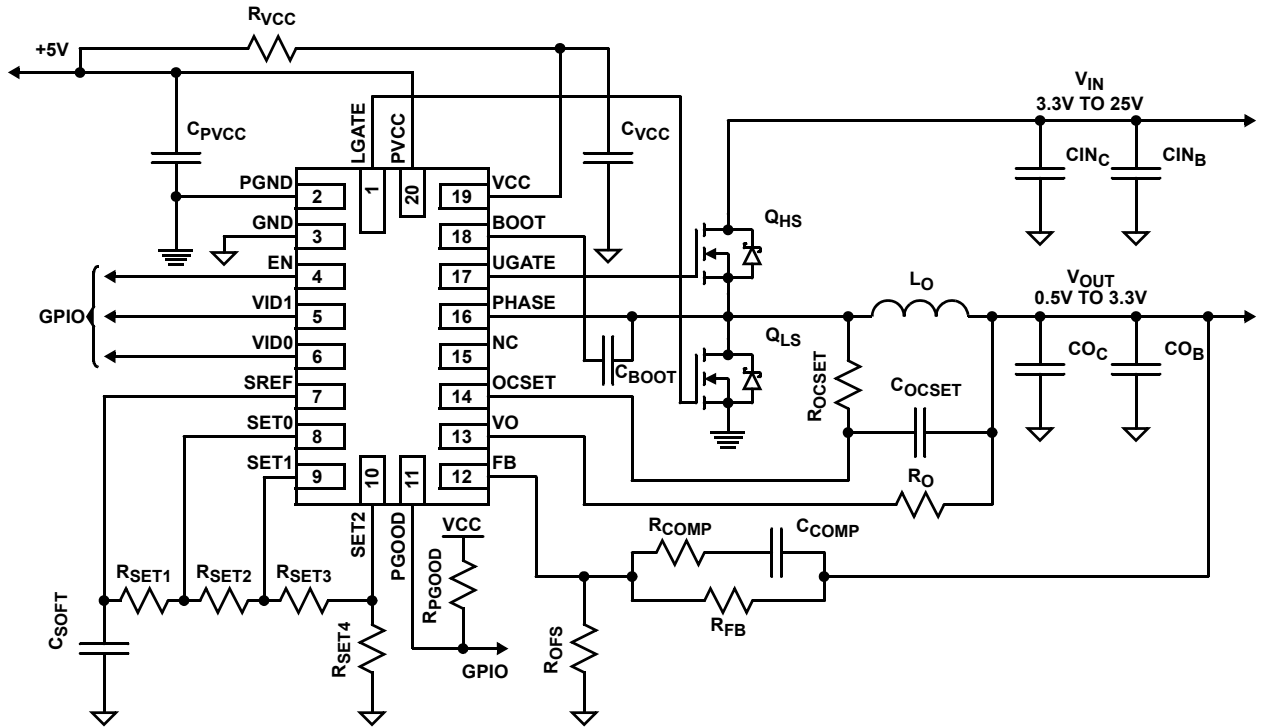 RVCC
+5V
VIN
3.3V TO 25V
CPVCC
LGATE
PVCC
CVCC
CINC
CINB
PGND
2
1
20
19
VCC
GND
3
18
BOOT
QHS
EN
4
17
UGATE
GPIO
VID1
5
16
PHASE
LO
VOUT
0.5V TO 3.3V
VID0
6
15
NC
QLS
CBOOT
SREF
7
14
OCSET
ROCSET
COCSET
COC
COB
SET0
8
13
VO
SET1
9
10
11
12
FB
RO
SET2
PGOOD
VCC
RCOMP
CCOMP
RSET1
RSET2
RSET3
RPGOOD
RFB
CSOFT
RSET4
ROFS
GPIO